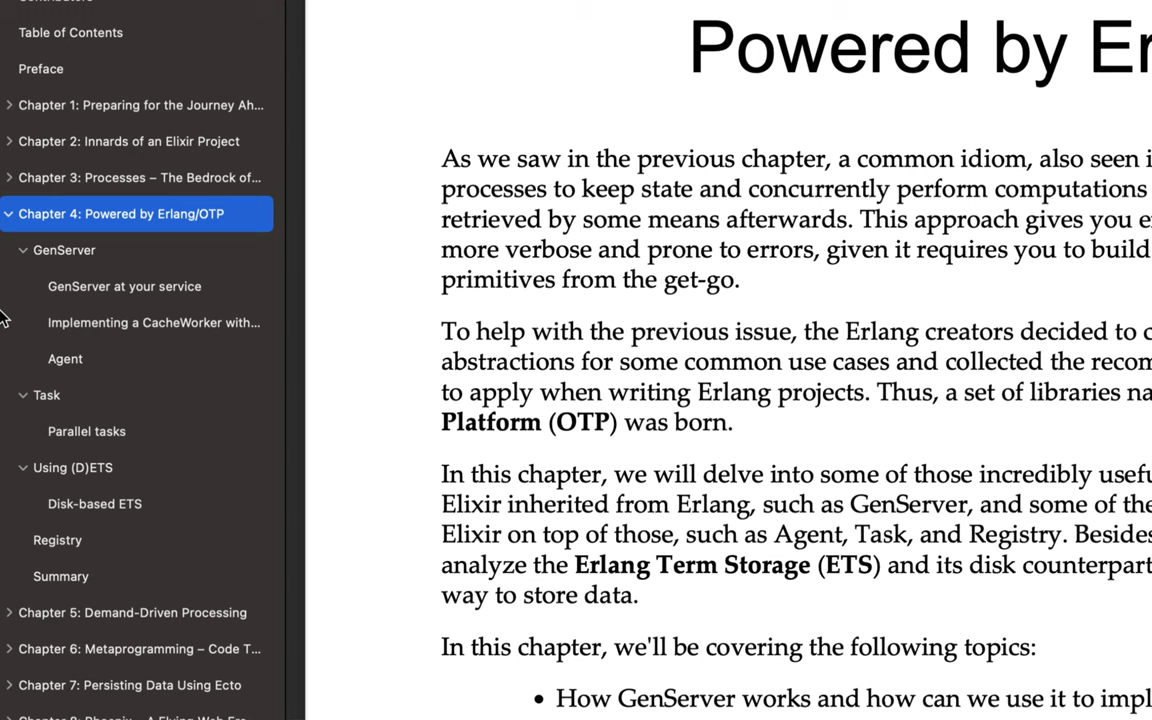 Table of Contents
Preface
Chapter 1: Preparing for the Journey Ah...
Chapter 2: Innards of an Elixir Project
Chapter 3: Processes – The Bedrock of...
Chapter 4: Powered by Erlang/OTP
GenServer
GenServer at your service
Implementing a CacheWorker with...
Agent
Task
Parallel tasks
Using (D)ETS
Disk-based ETS
Registry
Summary
Chapter 5: Demand-Driven Processing
Chapter 6: Metaprogramming – Code T...
Chapter 7: Persisting Data Using Ecto
Powered by Er
As we saw in the previous chapter, a common idiom, also seen i
processes to keep state and concurrently perform computations
retrieved by some means afterwards. This approach gives you e
more verbose and prone to errors, given it requires you to build
primitives from the get-go.
To help with the previous issue, the Erlang creators decided to c
abstractions for some common use cases and collected the recom
to apply when writing Erlang projects. Thus, a set of libraries na
Platform (OTP) was born.
In this chapter, we will delve into some of those incredibly usefu
Elixir inherited from Erlang, such as GenServer, and some of the
Elixir on top of those, such as Agent, Task, and Registry. Besides
analyze the Erlang Term Storage (ETS) and its disk counterpart
way to store data.
In this chapter, we'll be covering the following topics:
• How GenServer works and how can we use it to impl